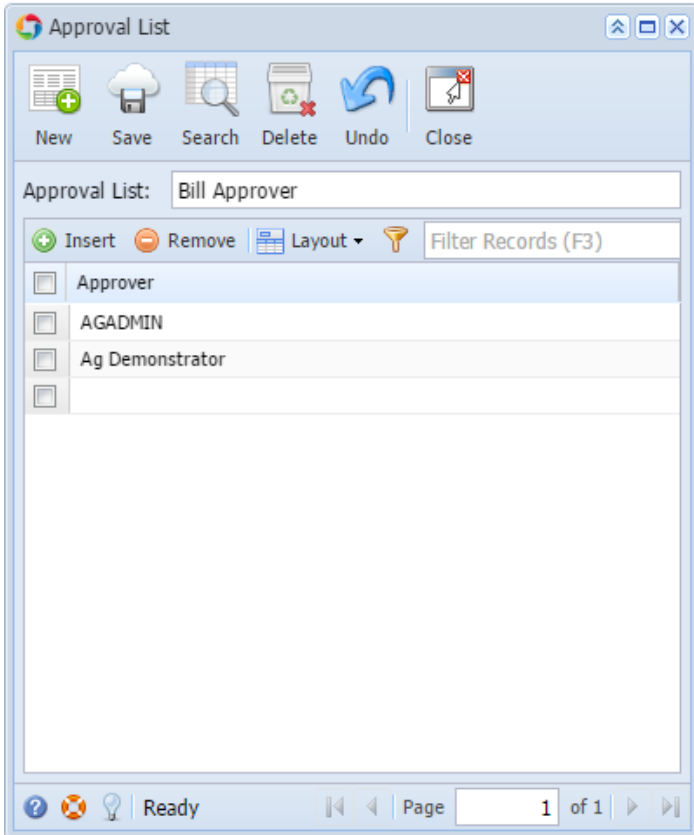 Approval List
New Save Search Delete Undo Close
Approval List: Bill Approver
Insert Remove Layout Filter Records (F3)
Approver
AGADMIN
Ag Demonstrator
Ready Page 1 of 1